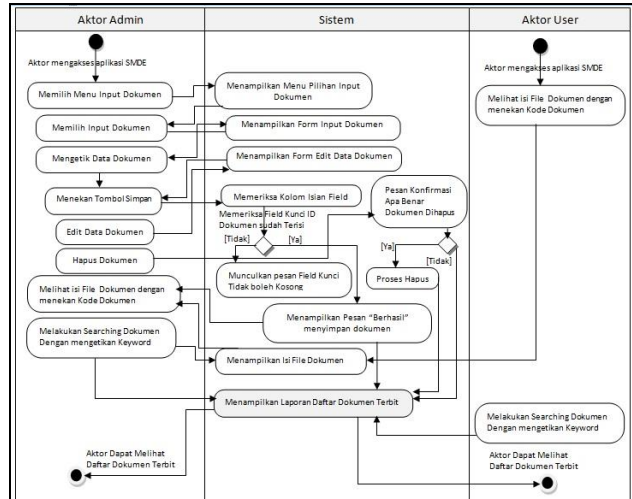 Aktor Admin
Sistem
Aktor User
Aktor mengakses aplikasi SMDE
Aktor mengakses aplikasi SMDE
Memilih Menu Input Dokumen
Menampilkan Menu Pilihan Input
Dokumen
Melihat isi File Dokumen dengan
menekan Kode Dokumen
Memilih Input Dokumen
Menampilkan Form Input Dokumen
Mengetik Data Dokumen
Menampilkan Form Edit Data Dokumen
Menekan Tombol Simpan
Memeriksa Kolom Isian Field
Pesan Konfirmasi
Apa Benar
Dokumen Dihapus
Memeriksa Field Kunci ID
Dokumen sudah Terisi
Edit Data Dokumen
[Tidak]
[Ya]
[Ya]
[Tidak]
Hapus Dokumen
Munculkan pesan Field Kunci
Tidak boleh Kosong
Proses Hapus
Melihat isi File Dokumen dengan
menekan Kode Dokumen
Menampilkan Pesan "Berhasil"
menyimpan dokumen
Melakukan Searching Dokumen
Dengan mengetikan Keyword
Menampilkan Isi File Dokumen
Menampilkan Laporan Daftar Dokumen Terbit
Melakukan Searching Dokumen
Dengan mengetikan Keyword
Aktor Dapat Melihat
Daftar Dokumen Terbit
Aktor Dapat Melihat
Daftar Dokumen Terbit